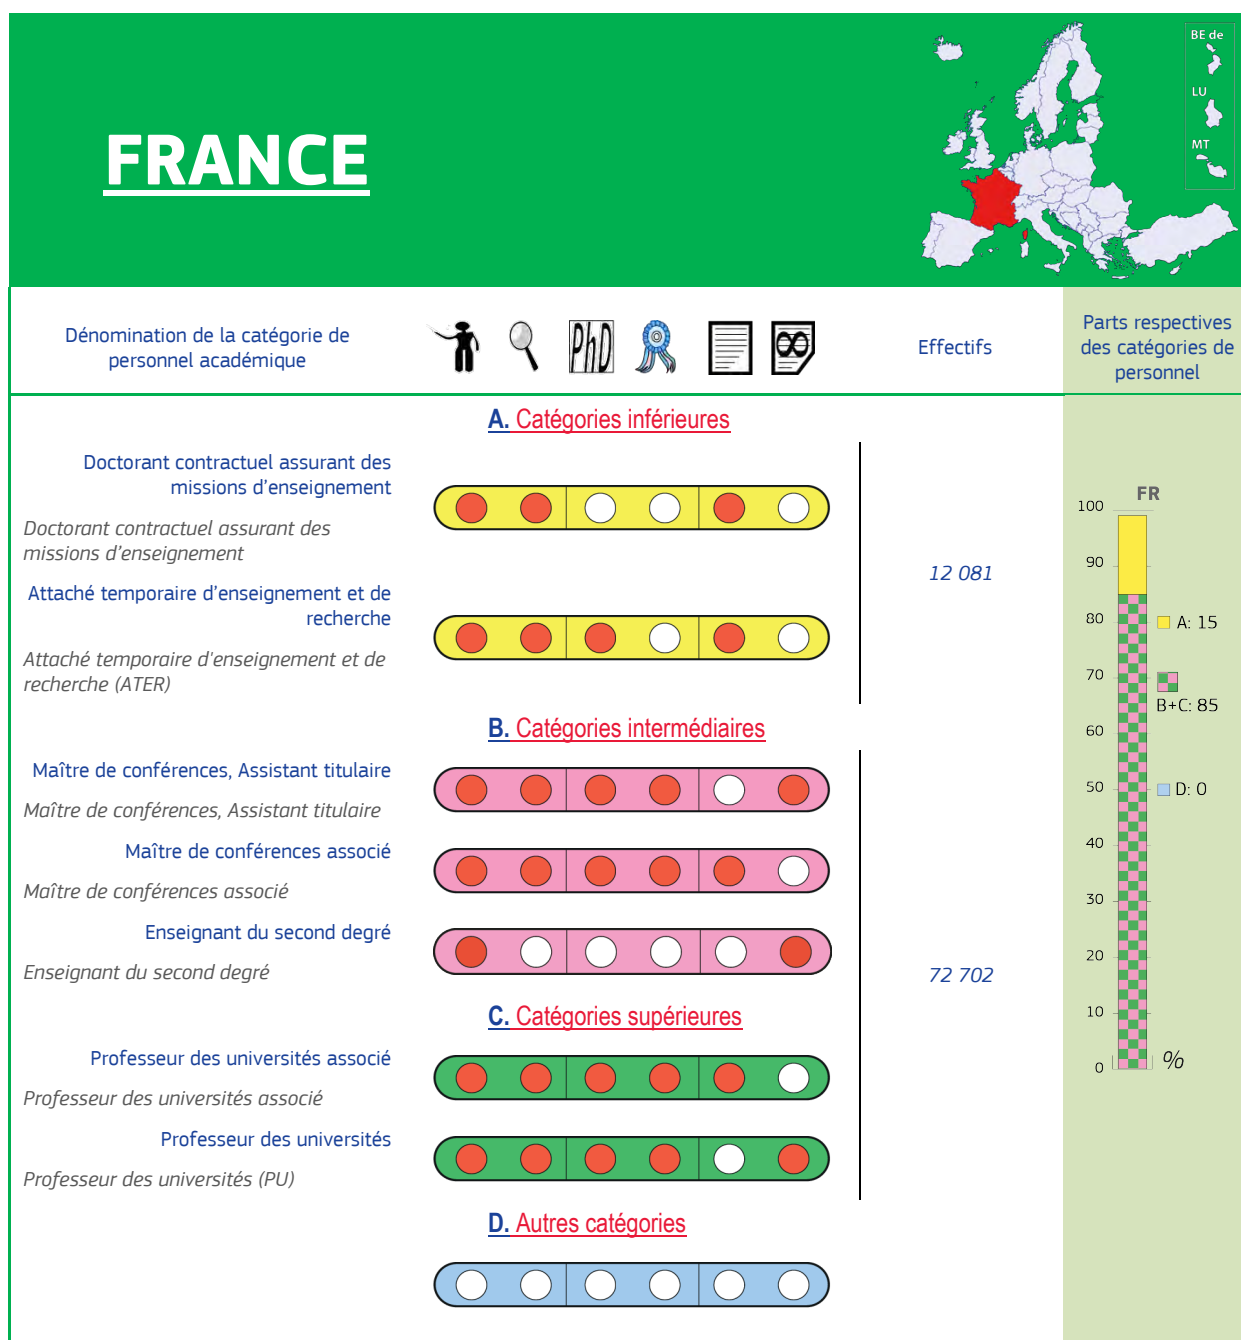 FRANCE
BE de
LU
MT
Dénomination de la catégorie de
personnel académique
PhD
Effectifs
Parts respectives
des catégories de
personnel
A. Catégories inférieures
Doctorant contractuel assurant des
missions d’enseignement
Doctorant contractuel assurant des
missions d’enseignement
Attaché temporaire d’enseignement et de
recherche
Attaché temporaire d'enseignement et de
recherche (ATER)
12 081
B. Catégories intermédiaires
Maître de conférences, Assistant titulaire
Maître de conférences, Assistant titulaire
Maître de conférences associé
Maître de conférences associé
Enseignant du second degré
Enseignant du second degré
72 702
C. Catégories supérieures
Professeur des universités associé
Professeur des universités associé
Professeur des universités
Professeur des universités (PU)
D. Autres catégories
FR
100
90
80
70
60
50
40
30
20
10
0
%
A: 15
B+C: 85
D: 0